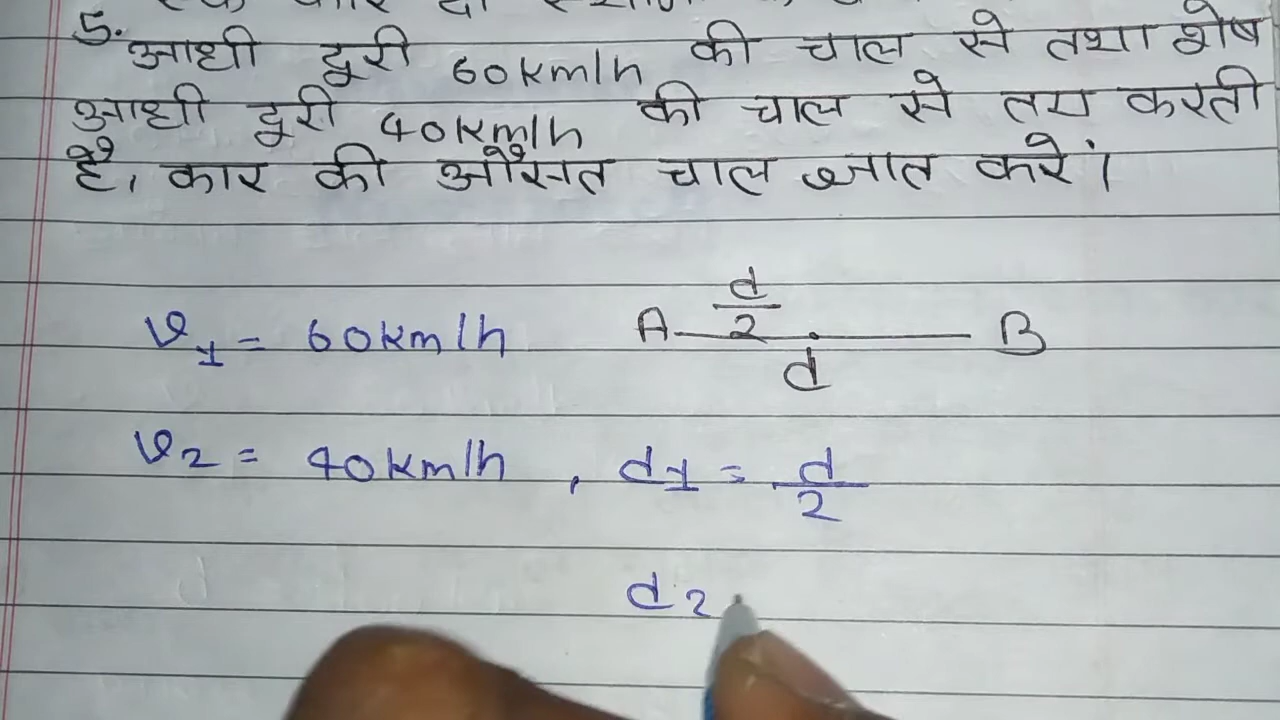 5.
आधी दूरी 60km/h की चाल से तथा शेष
आधी दूरी 40km/h की चाल से तय करती
है, कार की औसत चाल ज्ञात करें।
v₁ = 60km/h
A d/2 B
d
v₂ = 40km/h , d₁ = d/2
d₂